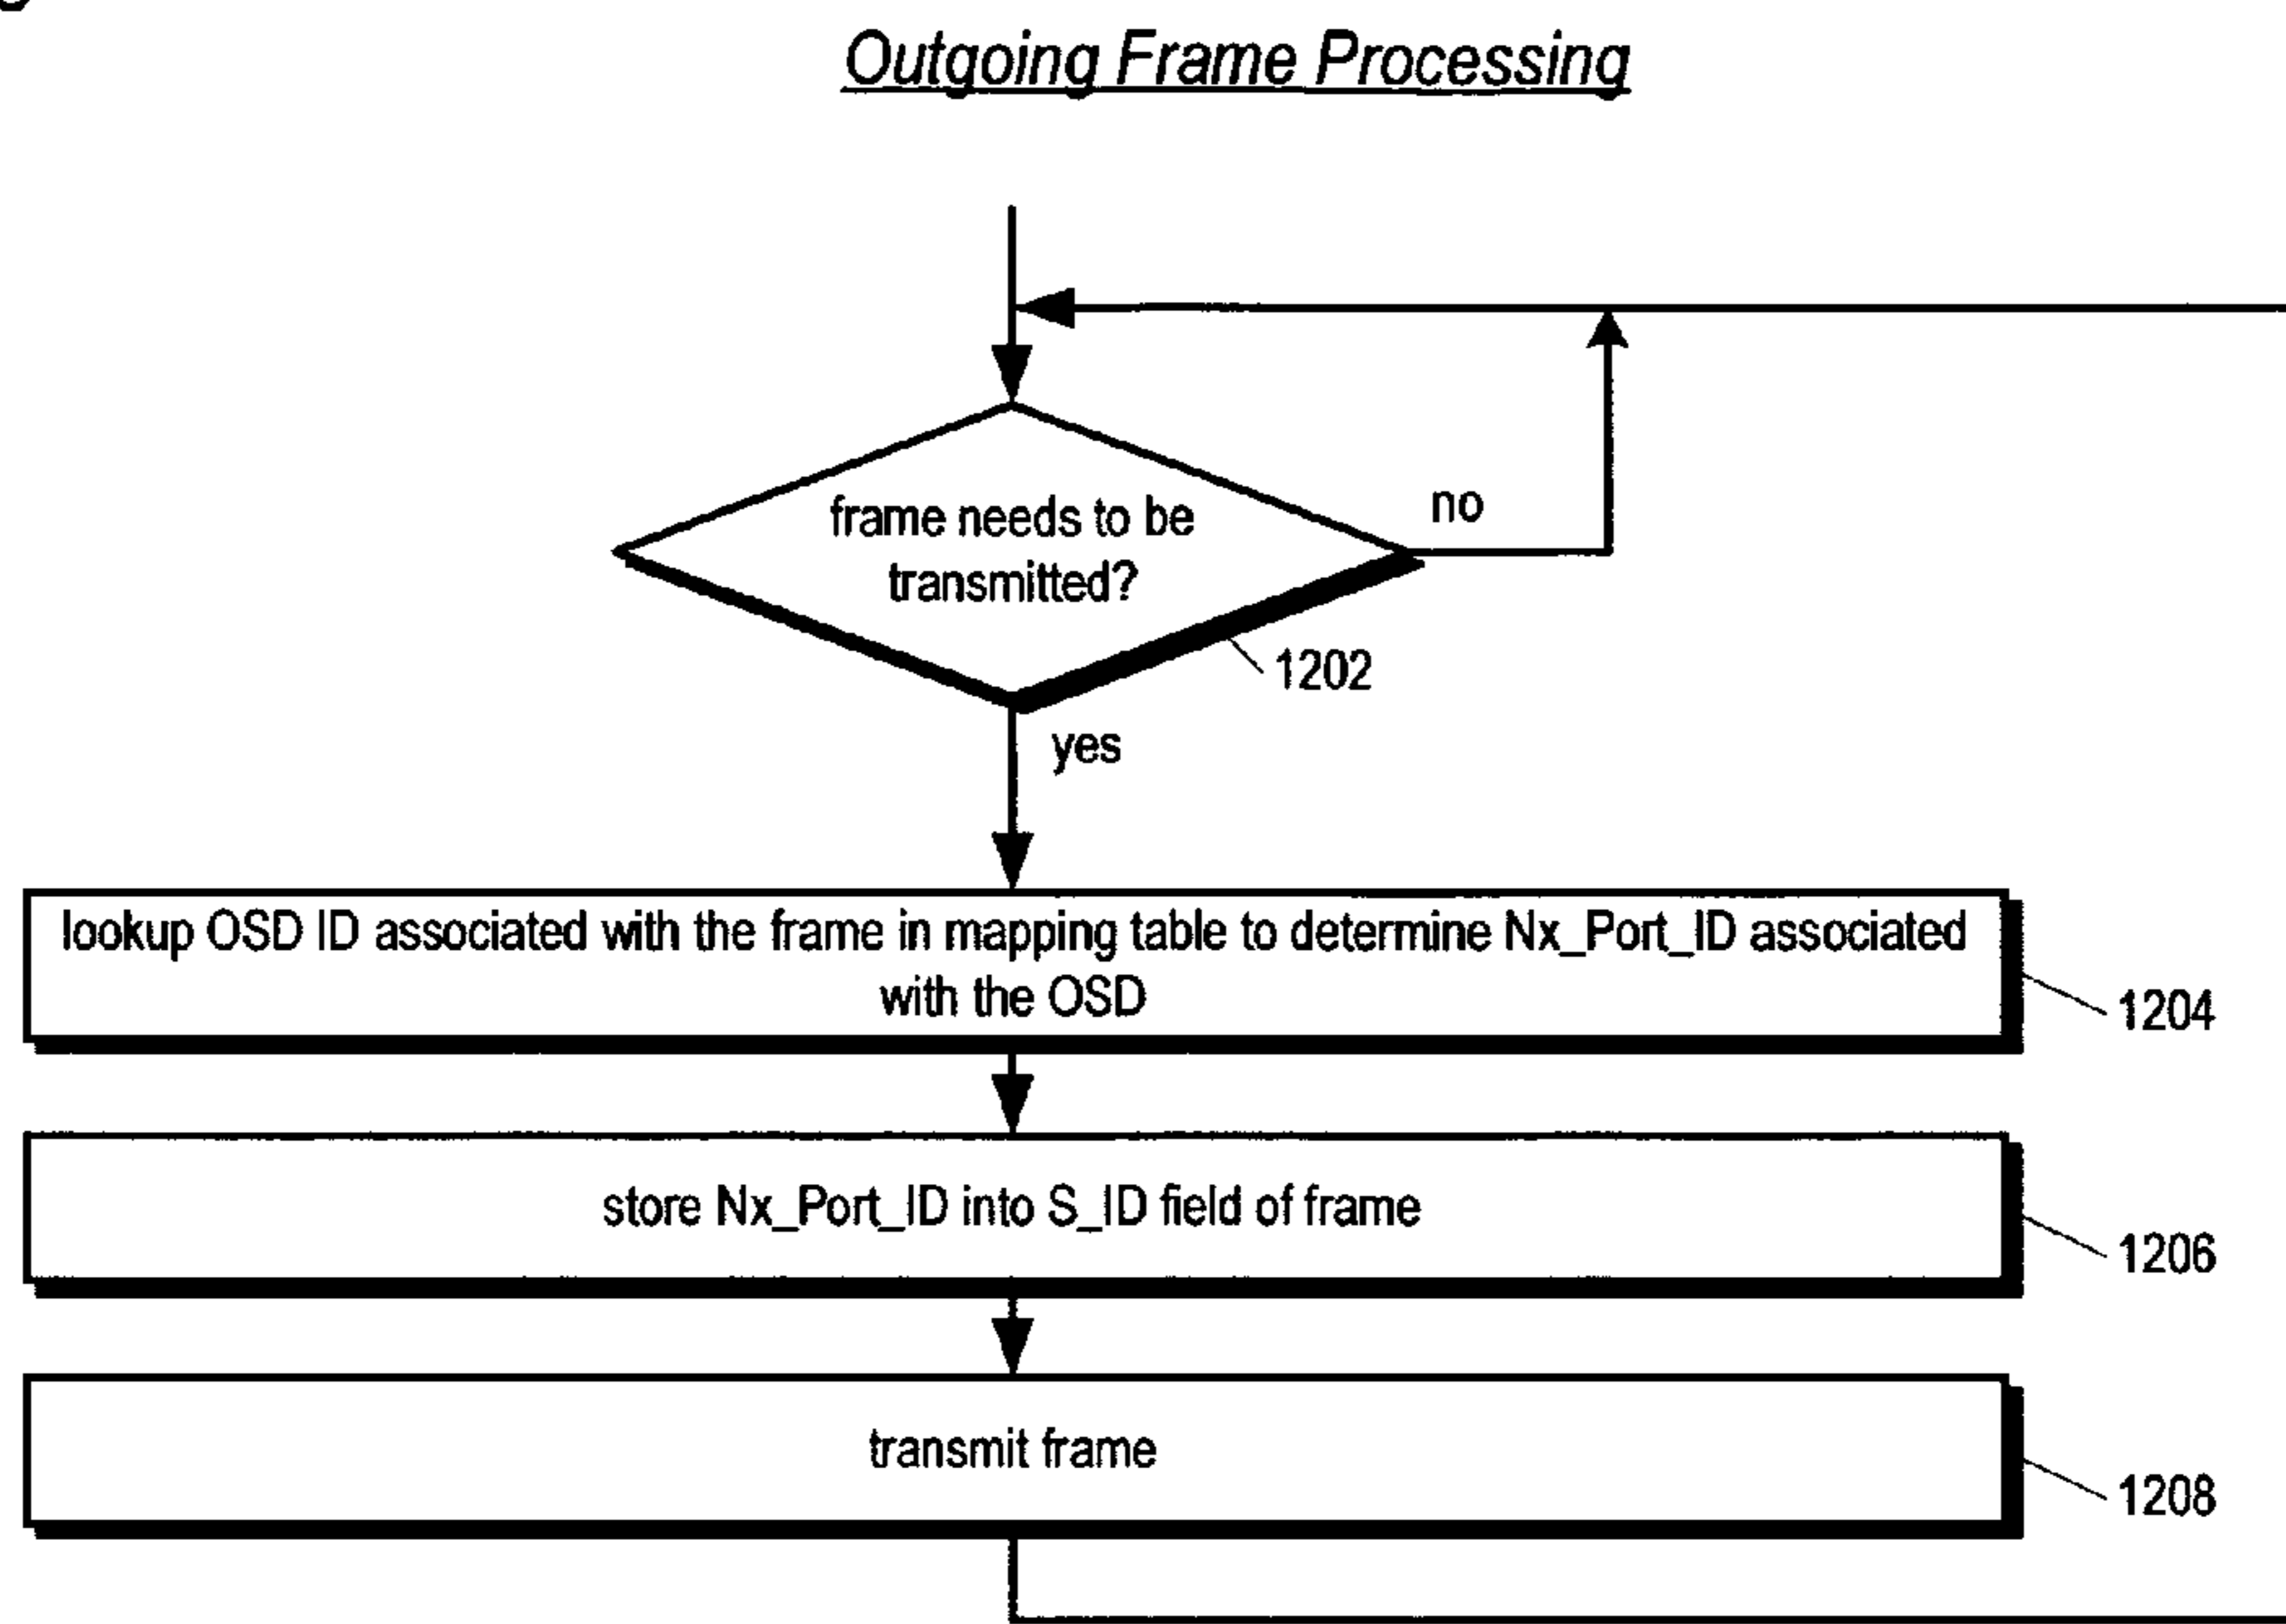 Outgoing Frame Processing
frame needs to be
transmitted?
no
1202
yes
lookup OSD ID associated with the frame in mapping table to determine Nx_Port_ID associated
with the OSD
1204
store Nx_Port_ID into S_ID field of frame
1206
transmit frame
1208